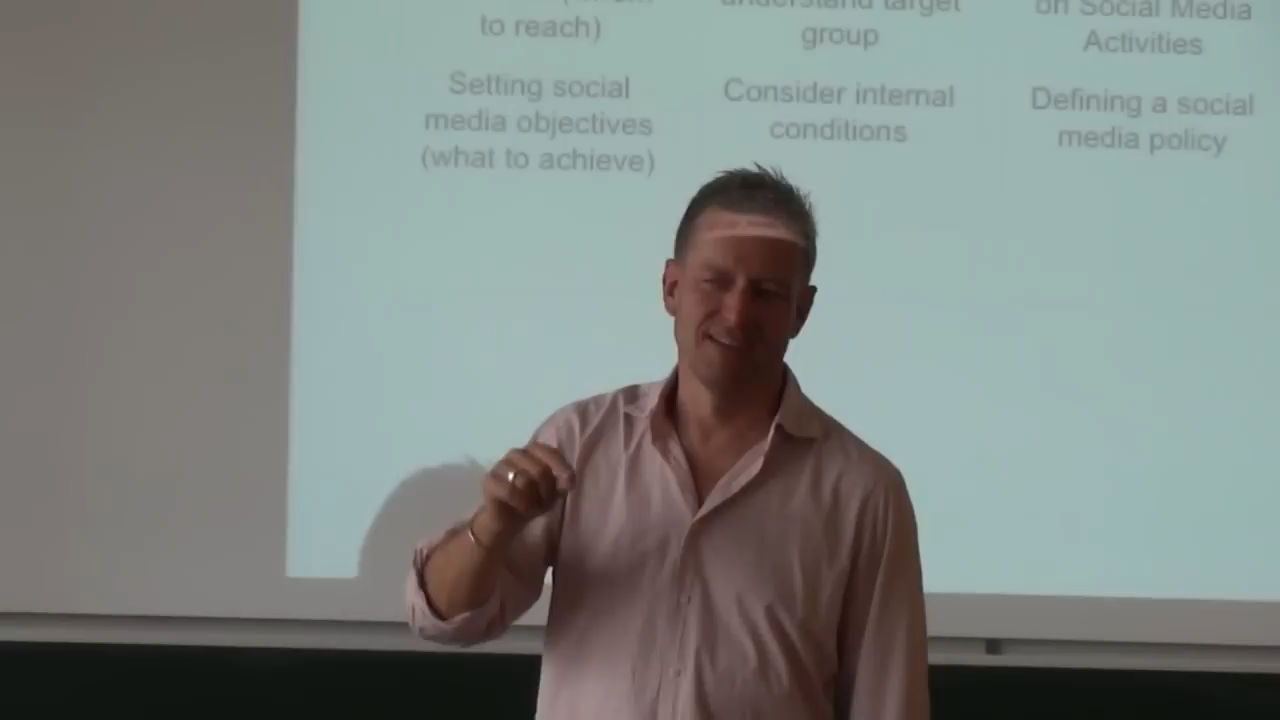 to reach)
understand target
group
on Social Media
Activities
Setting social
media objectives
(what to achieve)
Consider internal
conditions
Defining a social
media policy